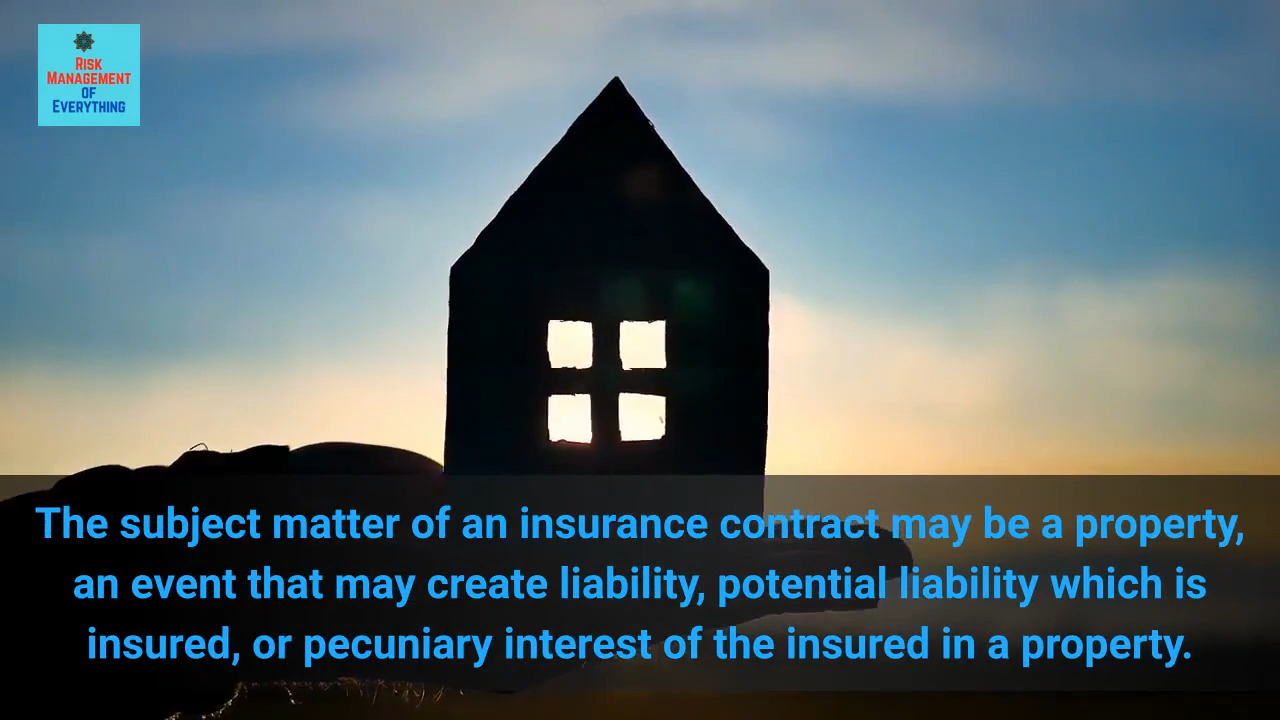 Risk
Management
of
Everything
The subject matter of an insurance contract may be a property,
an event that may create liability, potential liability which is
insured, or pecuniary interest of the insured in a property.